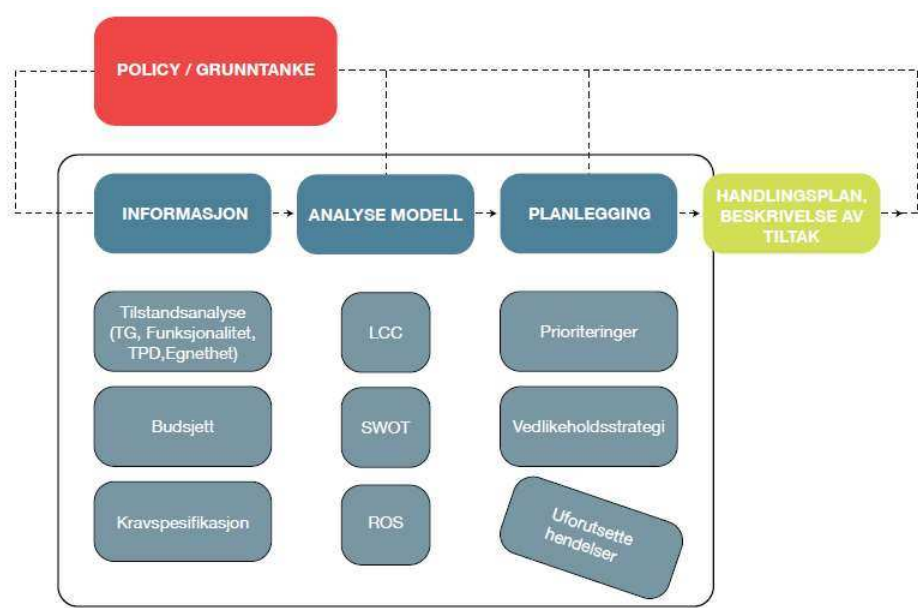 POLICY / GRUNNTANKE
INFORMASJON
ANALYSE MODELL
PLANLEGGING
HANDLINGSPLAN,
BESKRIVELSE AV
TILTAK
Tilstandsanalyse
(TG, Funksjonalitet,
TPD,Egnethet)
LCC
Prioriteringer
Budsjett
SWOT
Vedlikeholdsstrategi
Kravspesifikasjon
ROS
Uforutsette
hendelser